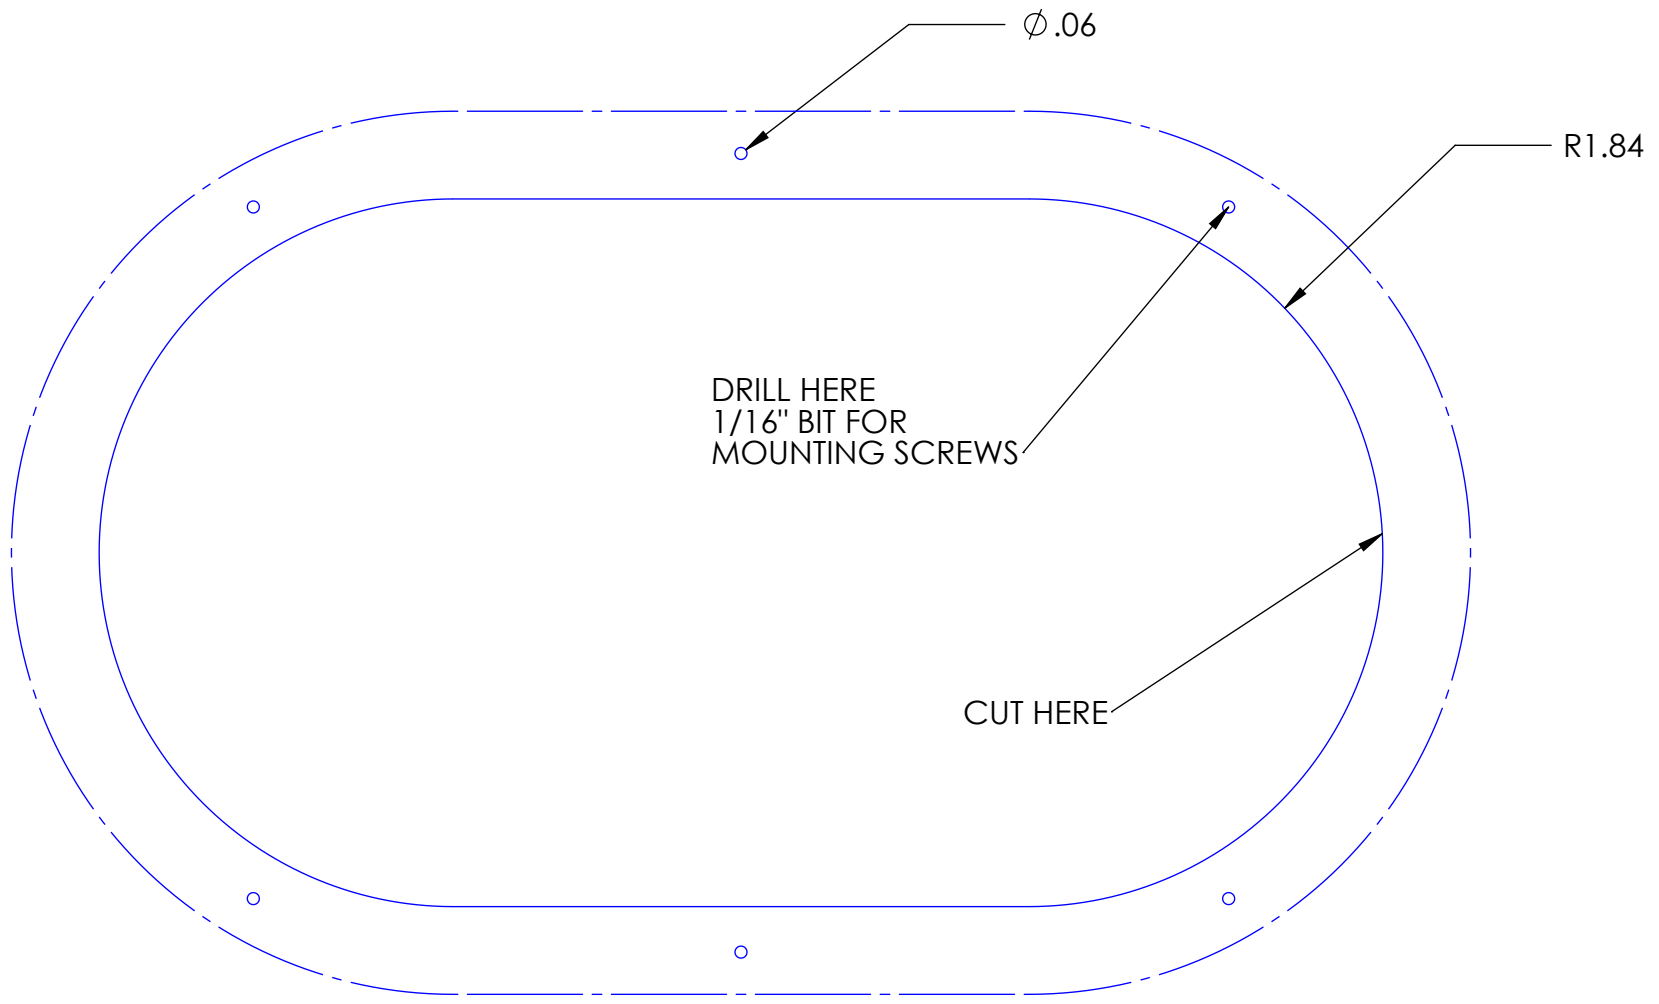 ⌀.06
R1.84
DRILL HERE
1/16" BIT FOR
MOUNTING SCREWS
CUT HERE